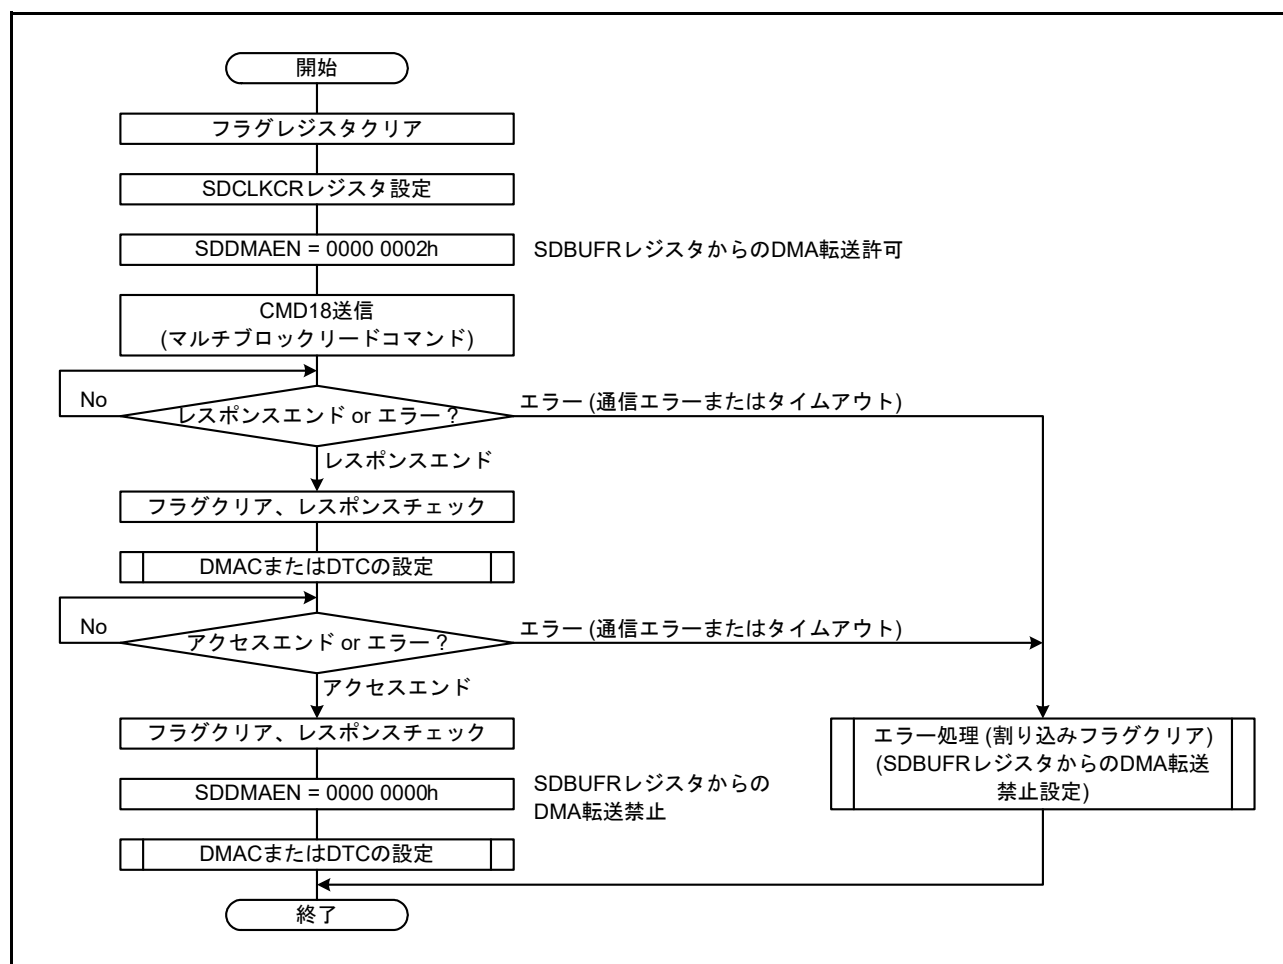 開始
フラグレジスタクリア
SDCLKCRレジスタ設定
SDDMAEN = 0000 0002h
SDBUFRレジスタからのDMA転送許可
CMD18送信
(マルチブロックリードコマンド)
No
レスポンスエンド or エラー ?
エラー (通信エラーまたはタイムアウト)
レスポンスエンド
フラグクリア、レスポンスチェック
DMACまたはDTCの設定
No
アクセスエンド or エラー ?
エラー (通信エラーまたはタイムアウト)
アクセスエンド
フラグクリア、レスポンスチェック
SDDMAEN = 0000 0000h
SDBUFRレジスタからの
DMA転送禁止
エラー処理 (割り込みフラグクリア)
(SDBUFRレジスタからのDMA転送
禁止設定)
DMACまたはDTCの設定
終了